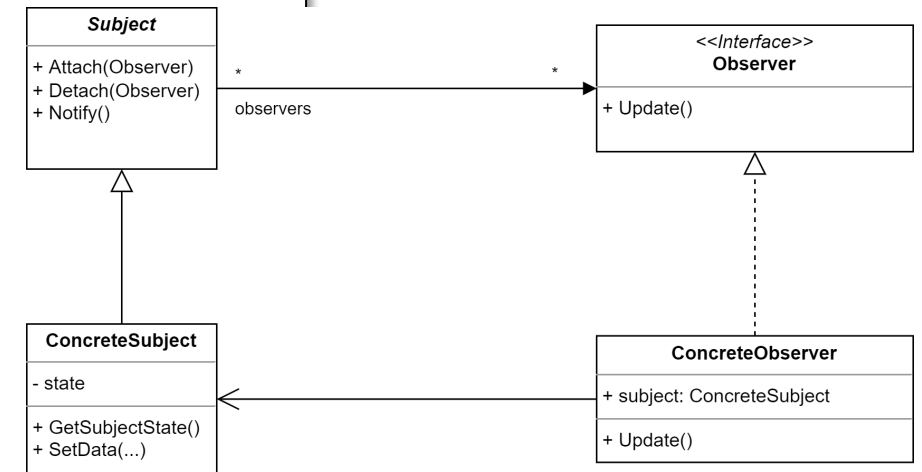 Subject
+ Attach(Observer)
+ Detach(Observer)
+ Notify()
*
*
observers
<<Interface>>
Observer
+ Update()
ConcreteSubject
- state
+ GetSubjectState()
+ SetData(...)
ConcreteObserver
+ subject: ConcreteSubject
+ Update()